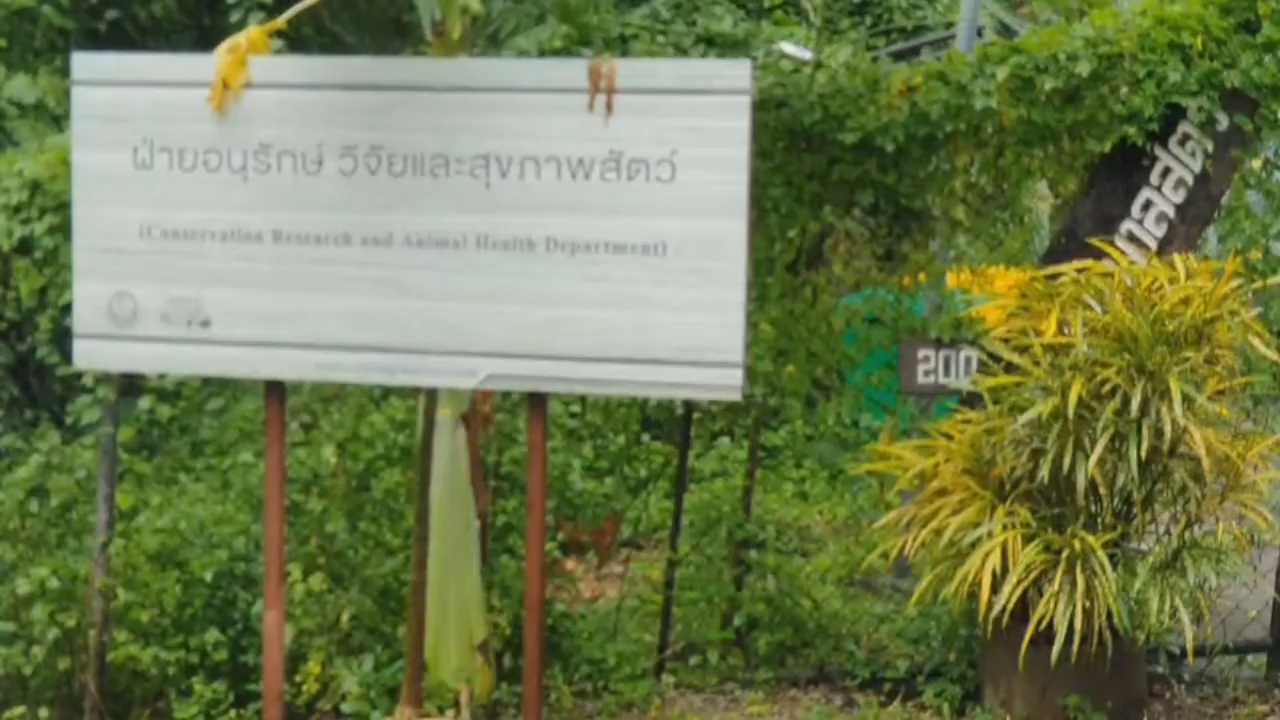 ฝ่ายอนุรักษ์ วิจัยและสุขภาพสัตว์
(Conservation Research and Animal Health Department)
200